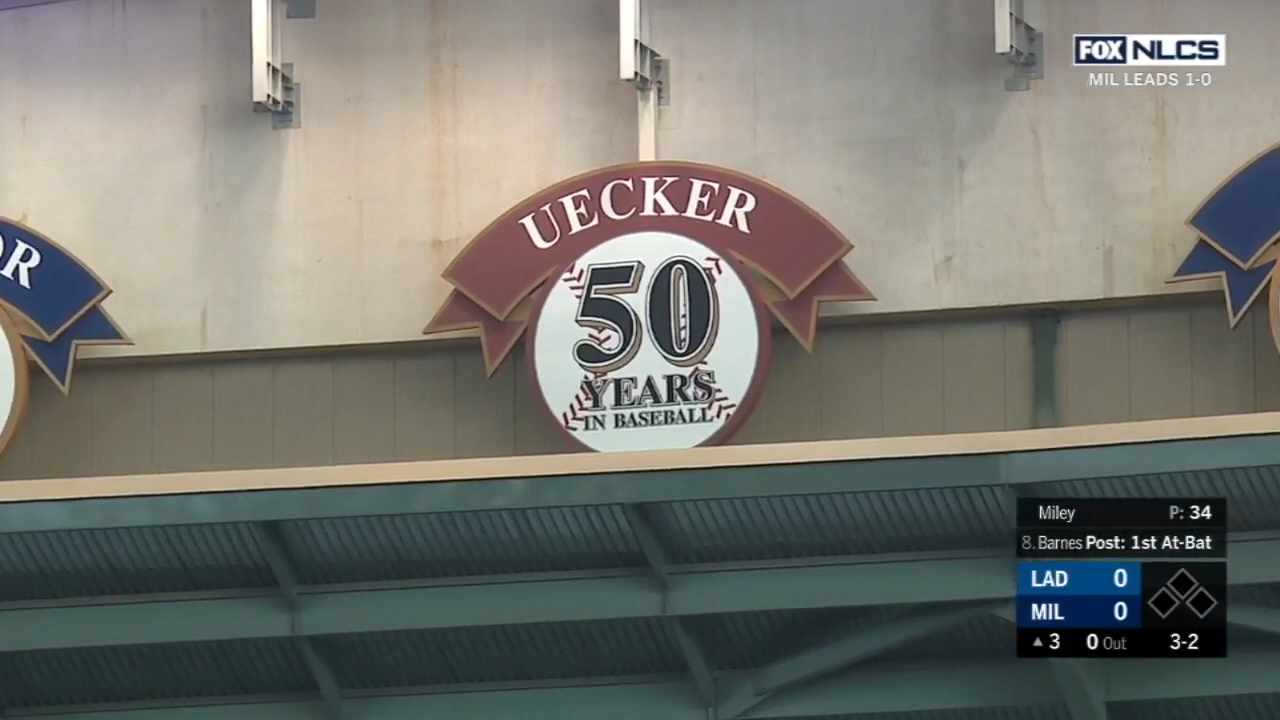 FOX NLCS
MIL LEADS 1-0
UECKER
50
YEARS
IN BASEBALL
OR
Miley P: 34
8. Barnes Post: 1st At-Bat
LAD 0
MIL 0
▲ 3 0 Out 3-2